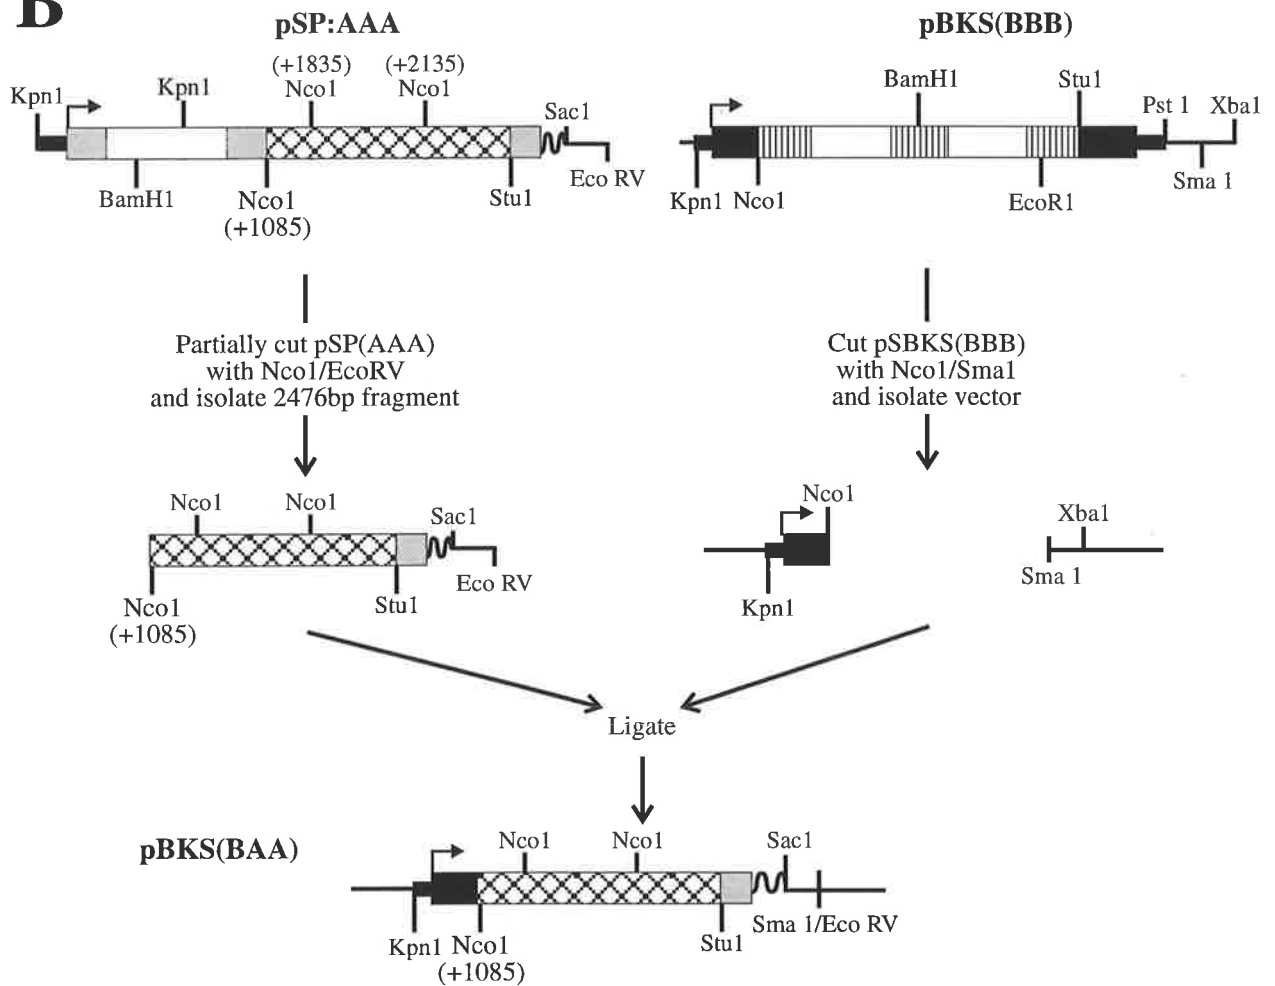 B
pSP:AAA
pBKS(BBB)
(+1835) (+2135)
Kpn1 Kpn1 Nco1 Nco1 Sac1
BamH1 Stu1 Pst 1 Xba1
BamH1 Nco1 Stu1 Eco RV
(+1085)
Kpn1 Nco1 EcoR1 Sma 1
Partially cut pSP(AAA)
with Nco1/EcoRV
and isolate 2476bp fragment
Cut pSBKS(BBB)
with Nco1/Sma1
and isolate vector
Nco1 Nco1 Sac1
Nco1 Stu1 Eco RV
(+1085)
Nco1 Xba1
Kpn1 Sma 1
Ligate
pBKS(BAA)
Nco1 Nco1 Sac1
Kpn1 Nco1 Stu1 Sma 1/Eco RV
(+1085)